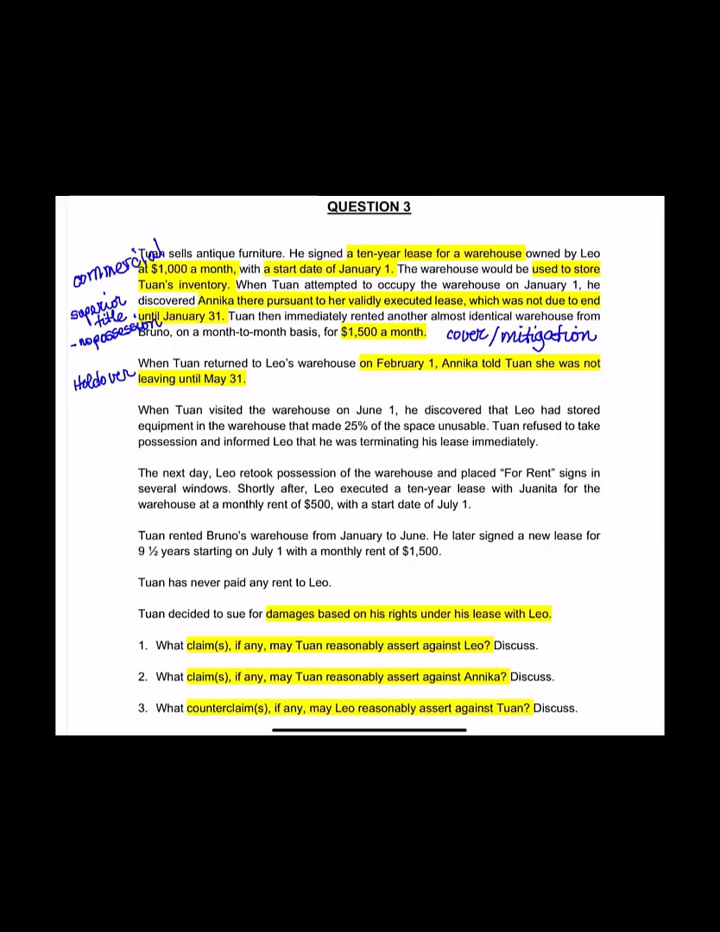 QUESTION 3
commercial
Tuan sells antique furniture. He signed a ten-year lease for a warehouse owned by Leo
at $1,000 a month, with a start date of January 1. The warehouse would be used to store
Tuan's inventory. When Tuan attempted to occupy the warehouse on January 1, he
superior
title
- no possession
discovered Annika there pursuant to her validly executed lease, which was not due to end
until January 31. Tuan then immediately rented another almost identical warehouse from
Bruno, on a month-to-month basis, for $1,500 a month.
cover/mitigation
When Tuan returned to Leo's warehouse on February 1, Annika told Tuan she was not
Holdover
leaving until May 31.
When Tuan visited the warehouse on June 1, he discovered that Leo had stored
equipment in the warehouse that made 25% of the space unusable. Tuan refused to take
possession and informed Leo that he was terminating his lease immediately.
The next day, Leo retook possession of the warehouse and placed "For Rent" signs in
several windows. Shortly after, Leo executed a ten-year lease with Juanita for the
warehouse at a monthly rent of $500, with a start date of July 1.
Tuan rented Bruno's warehouse from January to June. He later signed a new lease for
9 ½ years starting on July 1 with a monthly rent of $1,500.
Tuan has never paid any rent to Leo.
Tuan decided to sue for damages based on his rights under his lease with Leo.
1. What claim(s), if any, may Tuan reasonably assert against Leo? Discuss.
2. What claim(s), if any, may Tuan reasonably assert against Annika? Discuss.
3. What counterclaim(s), if any, may Leo reasonably assert against Tuan? Discuss.